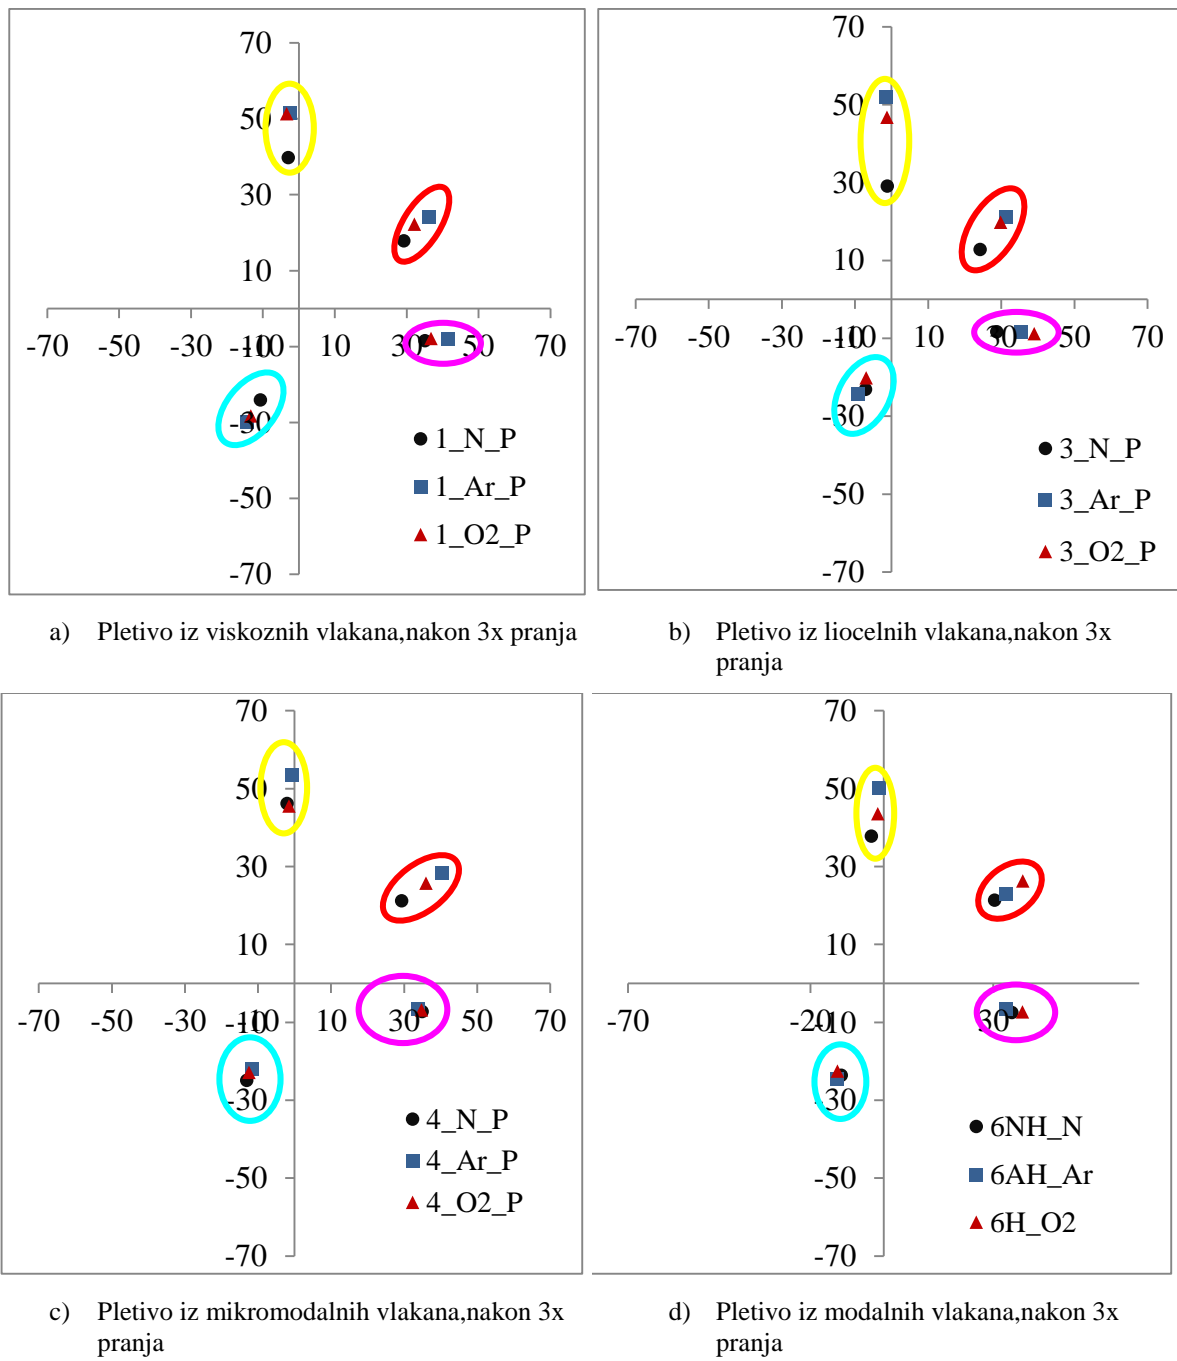 70
50
30
10
-70 -50 -30 -10 10 30 50 70
-10
-30
-50
-70
1_N_P
1_Ar_P
1_O2_P
70
50
30
10
-70 -50 -30 -10 10 30 50 70
-10
-30
-50
-70
3_N_P
3_Ar_P
3_O2_P
a) Pletivo iz viskoznih vlakana,nakon 3x pranja
b) Pletivo iz liocelnih vlakana,nakon 3x
pranja
70
50
30
10
-70 -50 -30 -10 10 30 50 70
-10
-30
-50
-70
4_N_P
4_Ar_P
4_O2_P
70
50
30
10
-70 -20 30
-10
-30
-50
-70
6NH_N
6AH_Ar
6H_O2
c) Pletivo iz mikromodalnih vlakana,nakon 3x
pranja
d) Pletivo iz modalnih vlakana,nakon 3x
pranja